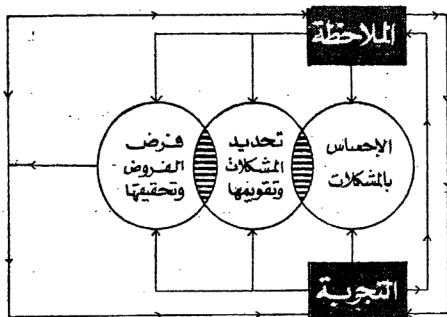 الملاحظة
الإحساس
بالمشكلات
تحديد
المشكلات
وتقويمها
فرض
الفروض
وتحقيقها
التجربة